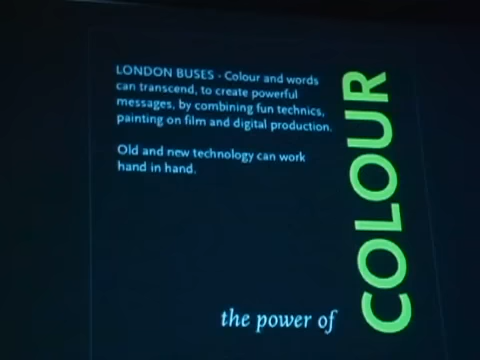 LONDON BUSES - Colour and words
can transcend, to create powerful
messages, by combining fun technics,
painting on film and digital production.
Old and new technology can work
hand in hand.
the power of
COLOUR